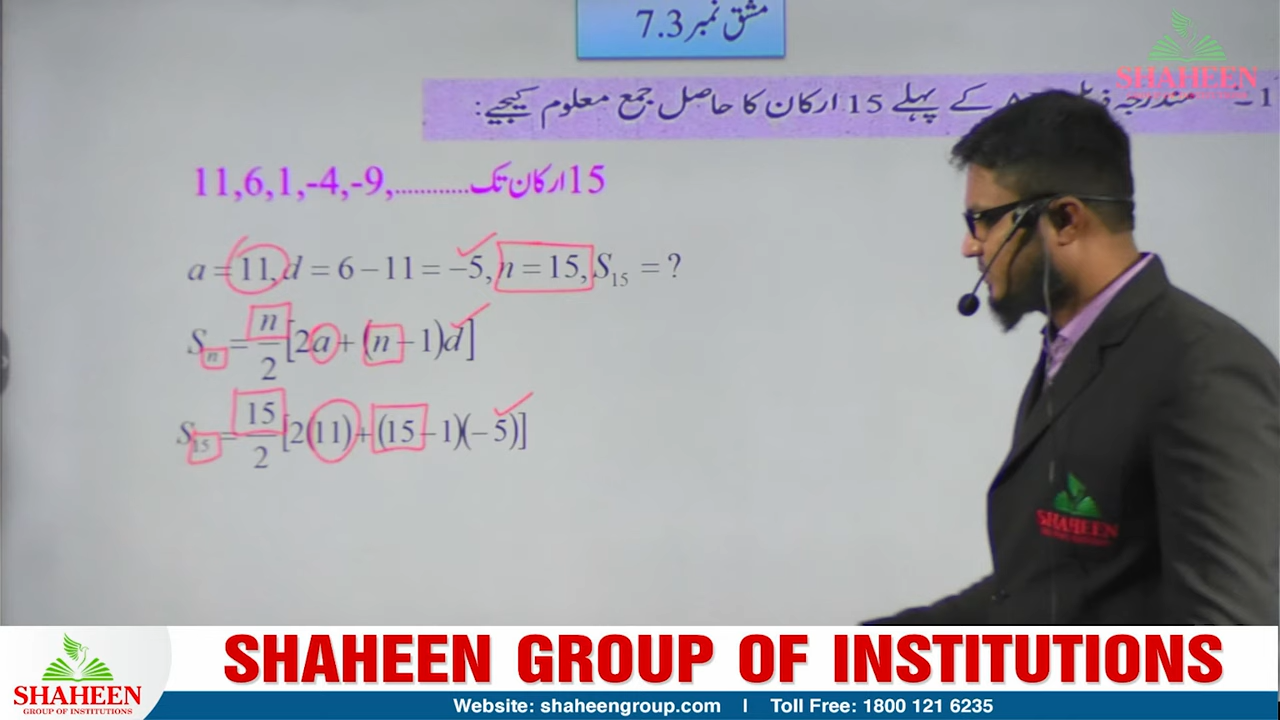 مشق نمبر 7.3
SHAHEEN
1- مندرجہ ذیل کے پہلے 15 ارکان کا حاصل جمع معلوم کیجیے:
11,6,1,-4,-9,............15 ارکان تک
a = 11, d = 6 – 11 = –5, n = 15, S₁₅ = ?
Sₙ = n/2 [2a + (n – 1)d]
S₁₅ = 15/2 [2(11) + (15 – 1)(– 5)]
SHAHEEN
SHAHEEN
GROUP OF INSTITUTIONS
SHAHEEN GROUP OF INSTITUTIONS
Website: shaheengroup.com | Toll Free: 1800 121 6235